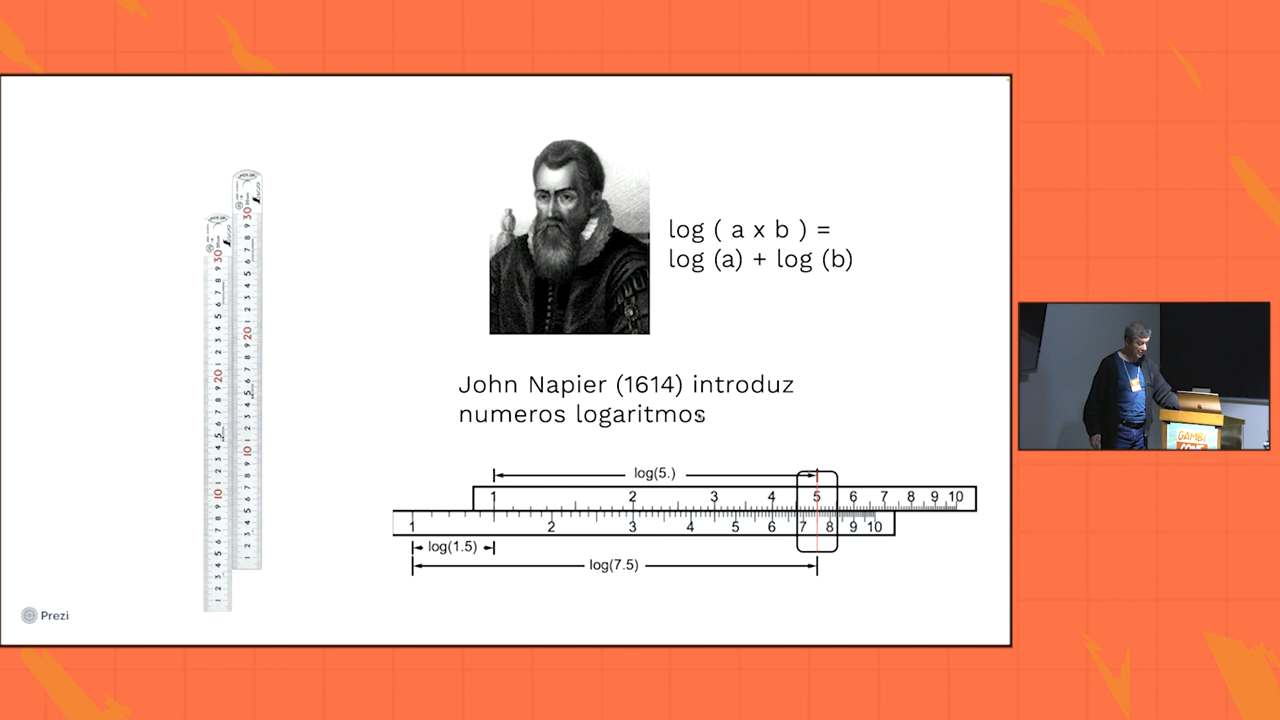 log ( a x b ) =
log (a) + log (b)
John Napier (1614) introduz
numeros logaritmos
log(5.)
1 2 3 4 5 6 7 8 9 10
1 2 3 4 5 6 7 8 9 10
log(1.5)
log(7.5)
Prezi
GAMBI
CONF